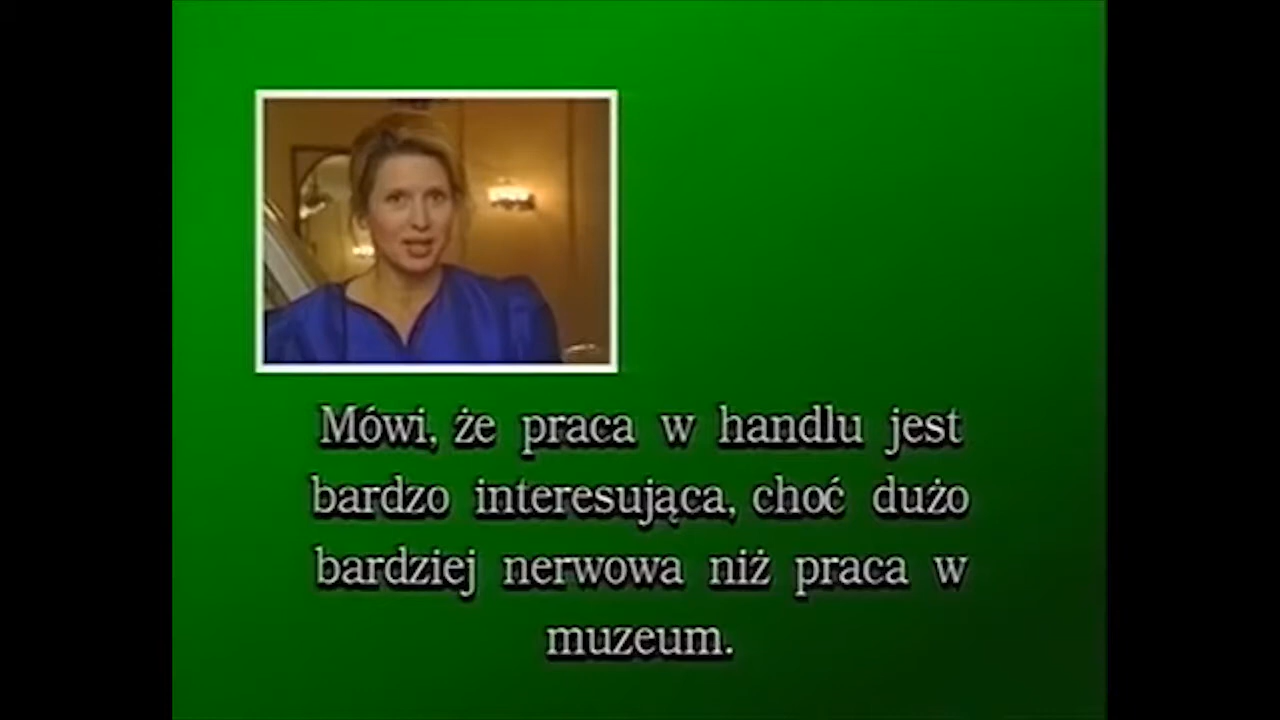 Mówi, że praca w handlu jest
bardzo interesująca, choć dużo
bardziej nerwowa niż praca w
muzeum.